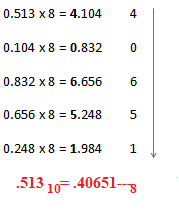 0.513 x 8 = 4.104 4
0.104 x 8 = 0.832 0
0.832 x 8 = 6.656 6
0.656 x 8 = 5.248 5
0.248 x 8 = 1.984 1
.513 10= .40651---8